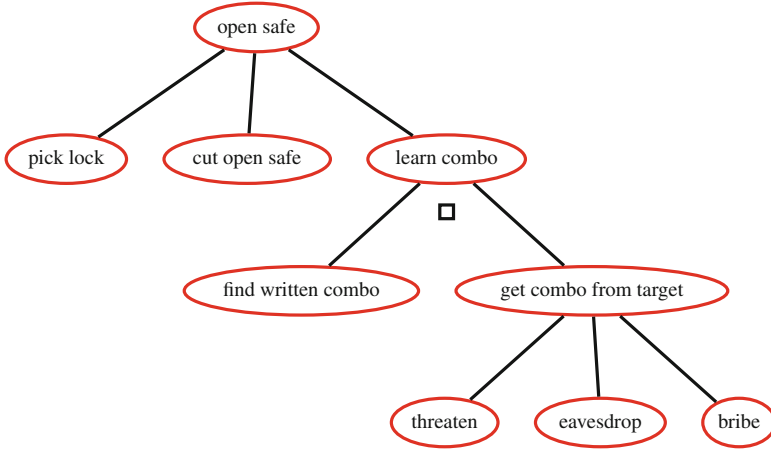 open safe
pick lock
cut open safe
learn combo
find written combo
get combo from target
threaten
eavesdrop
bribe